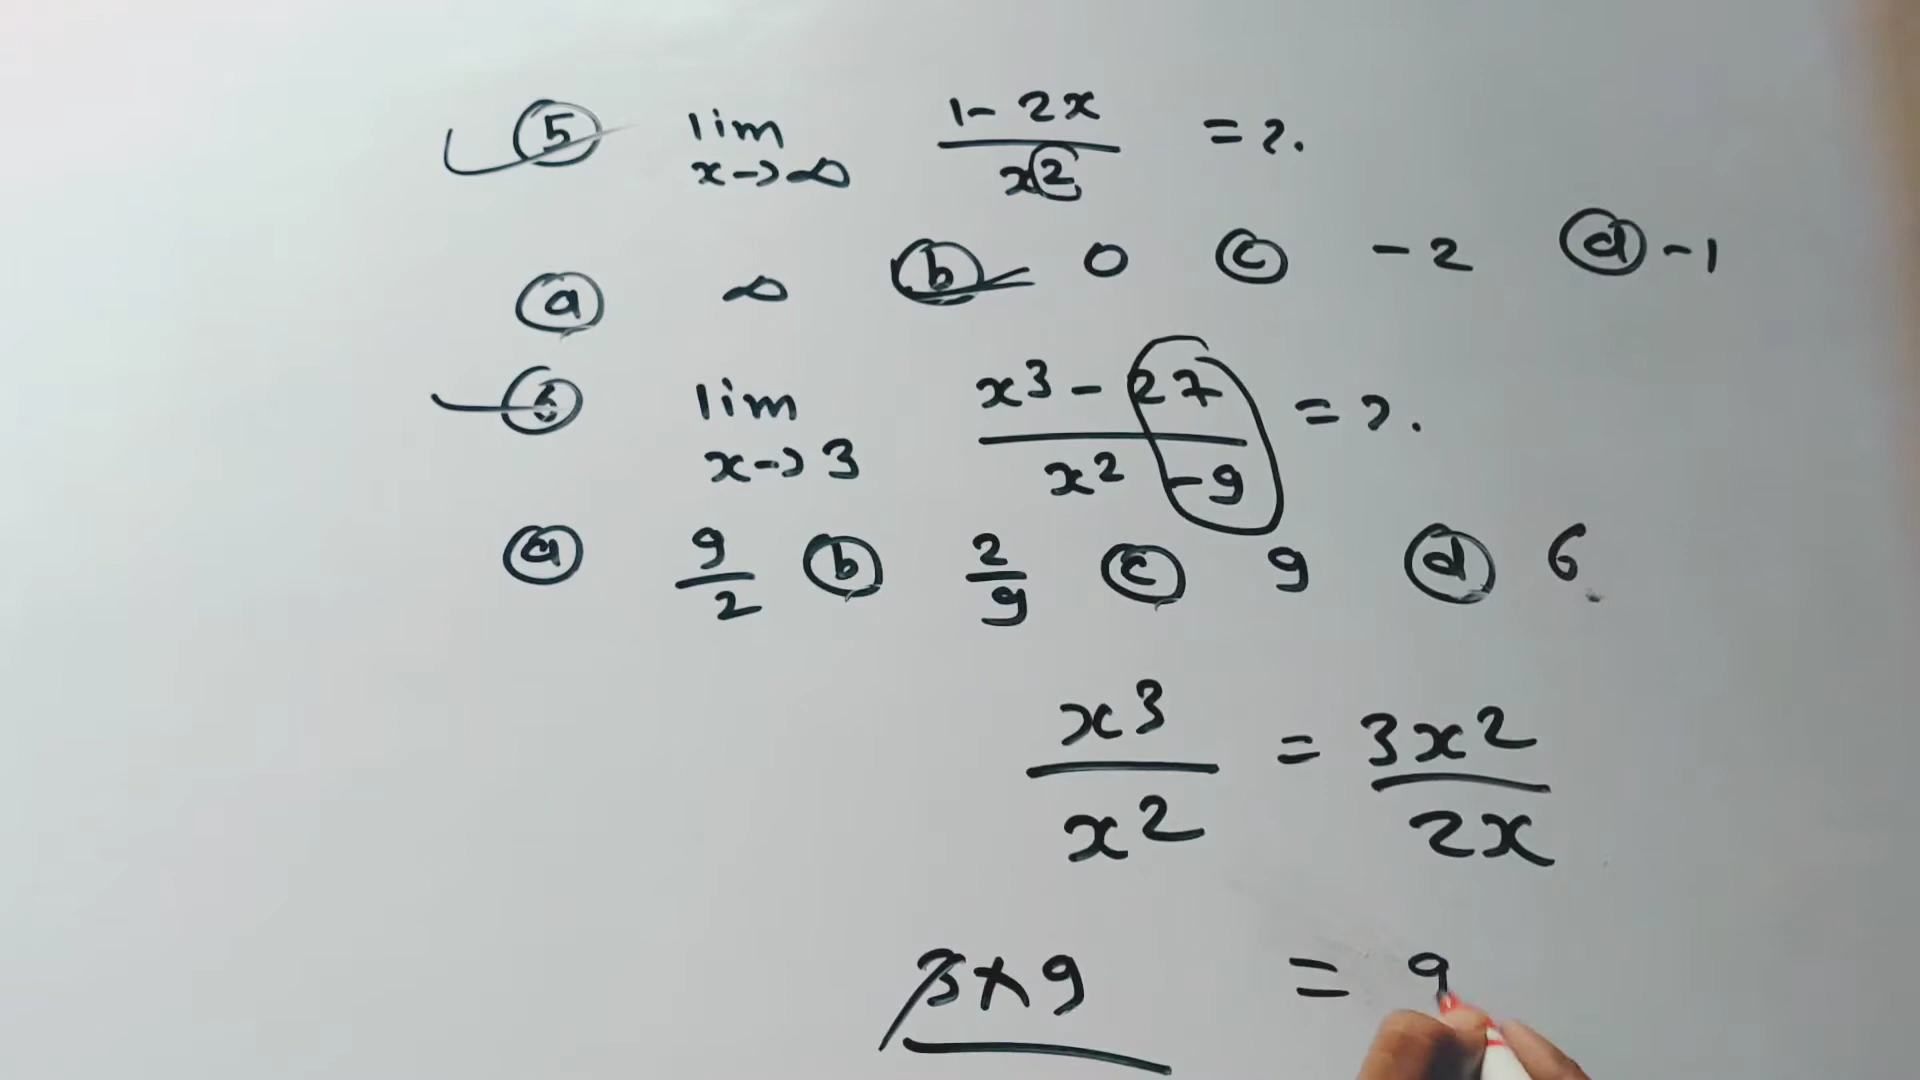 5 lim x→∞ 1-2x / x² = ?.
a ∞ b 0 c -2 d -1
6 lim x→3 x³-27 / x²-9 = ?.
a 9/2 b 2/9 c 9 d 6
x³ / x² = 3x² / 2x
3×9 = 9